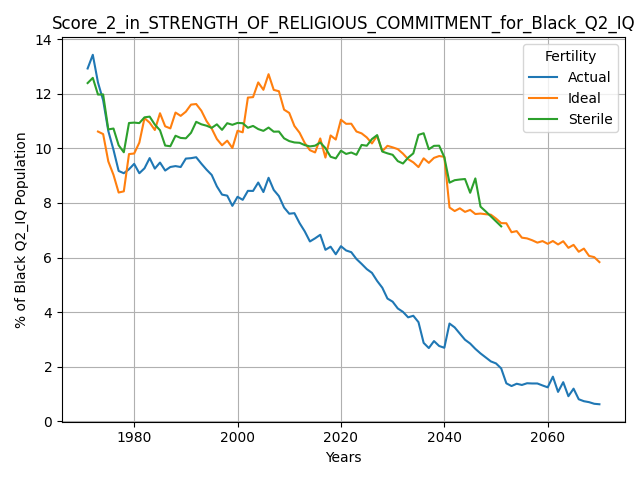 Score_2_in_STRENGTH_OF_RELIGIOUS_COMMITMENT_for_Black_Q2_IQ
Fertility
Actual
Ideal
Sterile
% of Black Q2_IQ Population
14
12
10
8
6
4
2
0
1980 2000 2020 2040 2060
Years